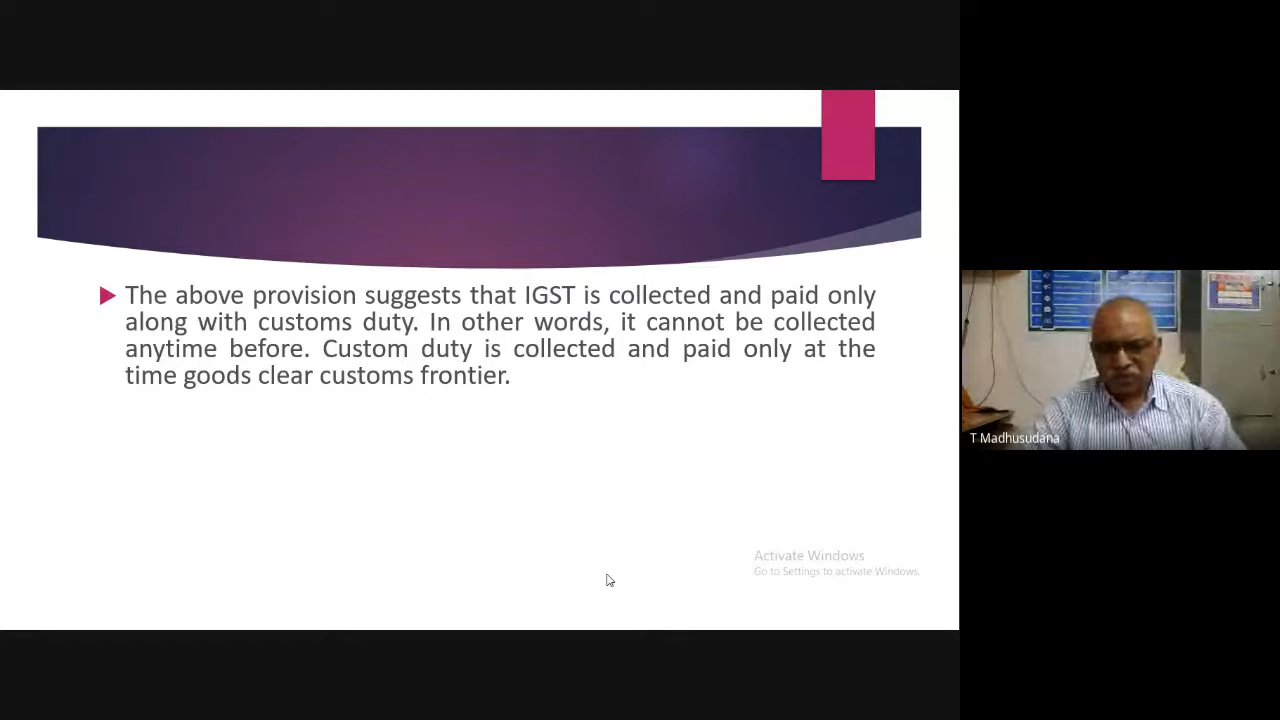 The above provision suggests that IGST is collected and paid only
along with customs duty. In other words, it cannot be collected
anytime before. Custom duty is collected and paid only at the
time goods clear customs frontier.
Activate Windows
Go to Settings to activate Windows.
T Madhusudana